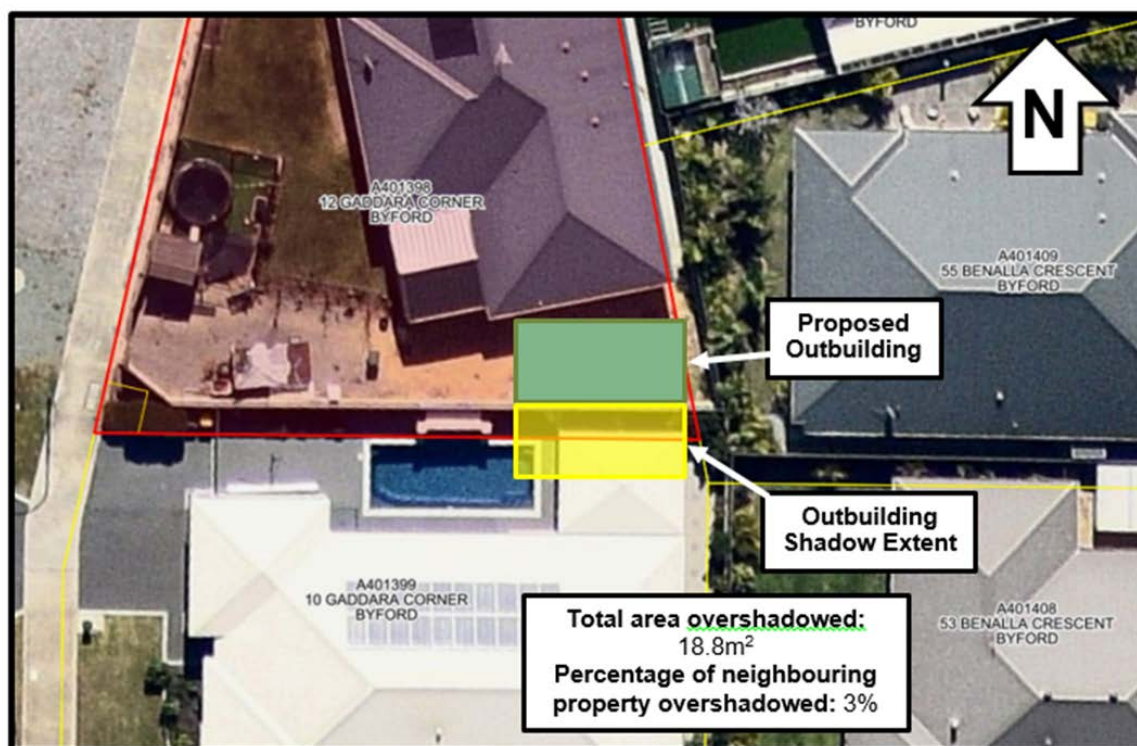 BYFORD
N
A401398
12 GADDARA CORNER
BYFORD
A401409
55 BENALLA CRESCENT
BYFORD
Proposed
Outbuilding
Outbuilding
Shadow Extent
A401399
10 GADDARA CORNER
BYFORD
A401408
53 BENALLA CRESCENT
BYFORD
Total area overshadowed:
18.8m²
Percentage of neighbouring
property overshadowed: 3%